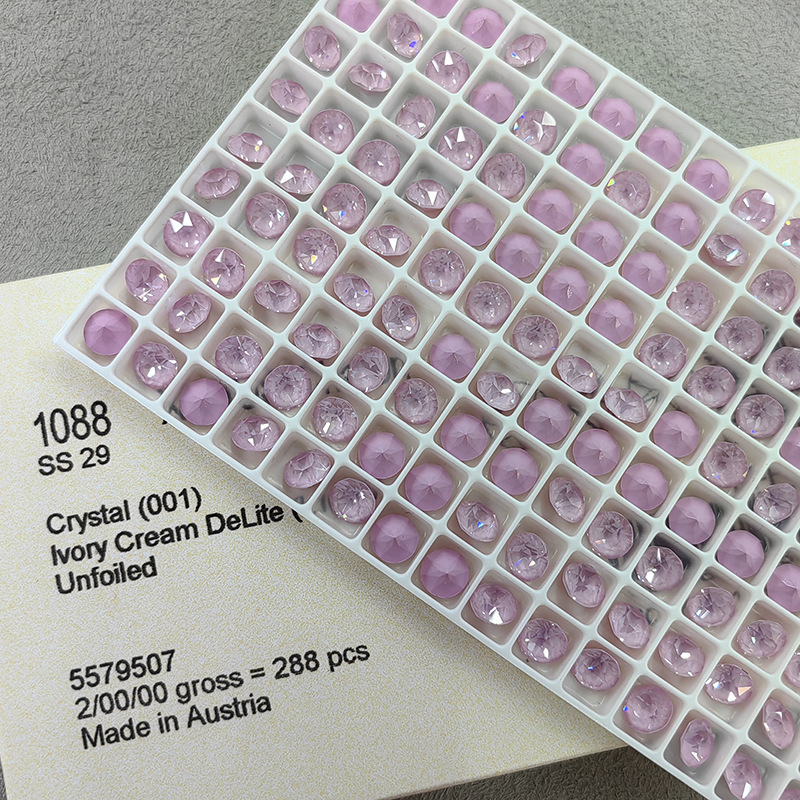 1088
SS 29
Crystal (001)
Ivory Cream DeLite (
Unfoiled
5579507
2/00/00 gross = 288 pcs
Made in Austria